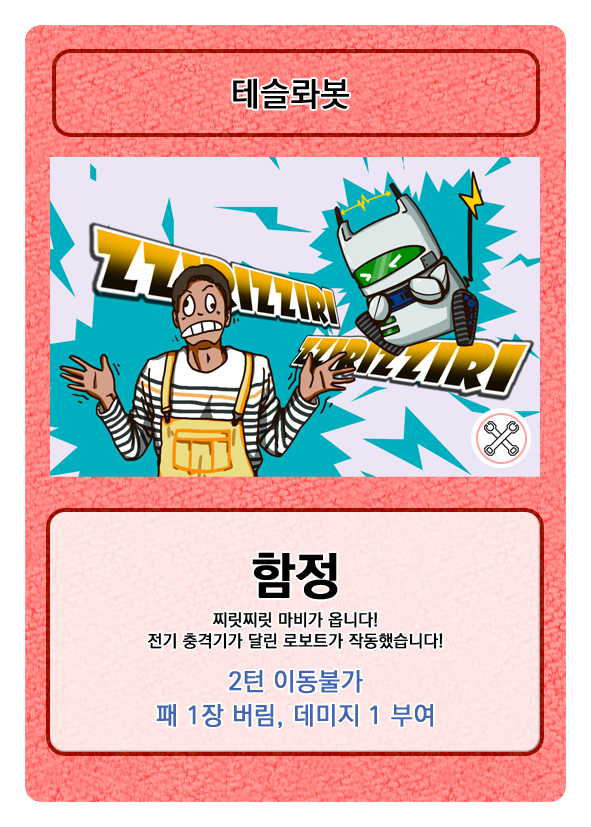 테슬롸봇
ZZIRIZZIRI
ZZIRIZZIRI
함정
찌릿찌릿 마비가 옵니다!
전기 충격기가 달린 로보트가 작동했습니다!
2턴 이동불가
패 1장 버림, 데미지 1 부여